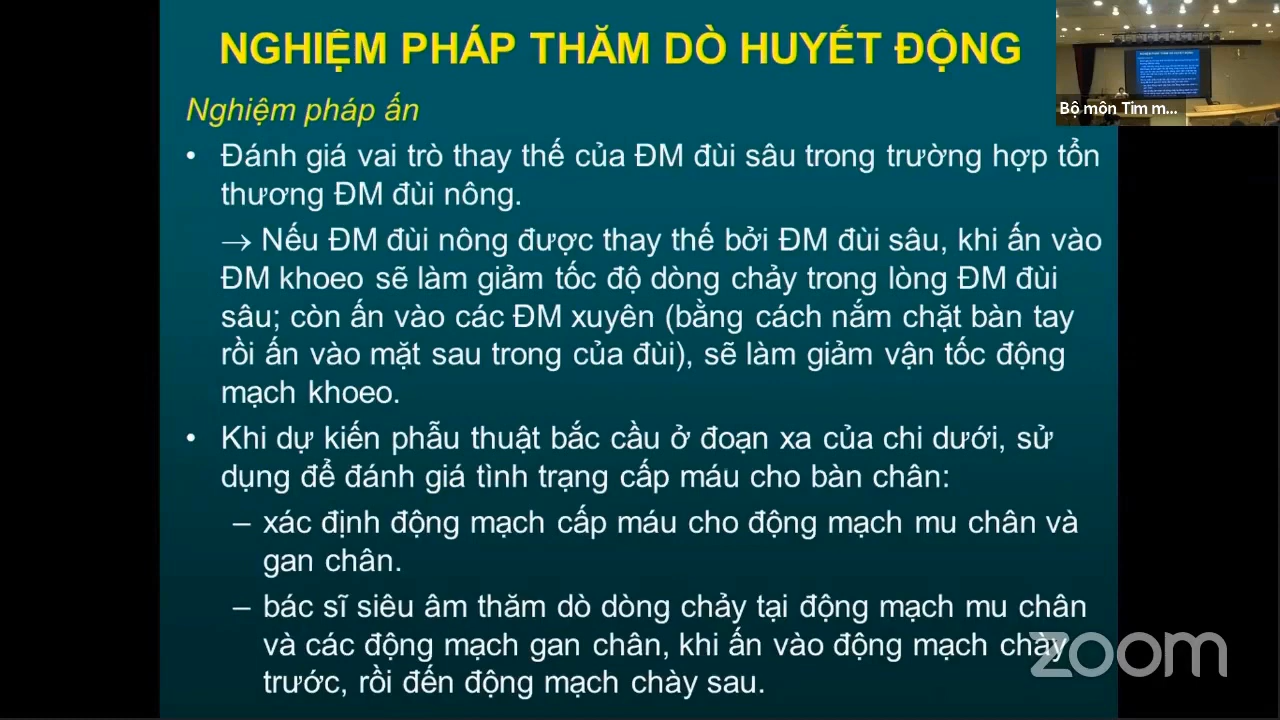 NGHIỆM PHÁP THĂM DÒ HUYẾT ĐỘNG
Bộ môn Tim m...
Nghiệm pháp ấn
• Đánh giá vai trò thay thế của ĐM đùi sâu trong trường hợp tổn
thương ĐM đùi nông.
→ Nếu ĐM đùi nông được thay thế bởi ĐM đùi sâu, khi ấn vào
ĐM khoeo sẽ làm giảm tốc độ dòng chảy trong lòng ĐM đùi
sâu; còn ấn vào các ĐM xuyên (bằng cách nắm chặt bàn tay
rồi ấn vào mặt sau trong của đùi), sẽ làm giảm vận tốc động
mạch khoeo.
• Khi dự kiến phẫu thuật bắc cầu ở đoạn xa của chi dưới, sử
dụng để đánh giá tình trạng cấp máu cho bàn chân:
– xác định động mạch cấp máu cho động mạch mu chân và
gan chân.
– bác sĩ siêu âm thăm dò dòng chảy tại động mạch mu chân
và các động mạch gan chân, khi ấn vào động mạch chày
trước, rồi đến động mạch chày sau.
zoom